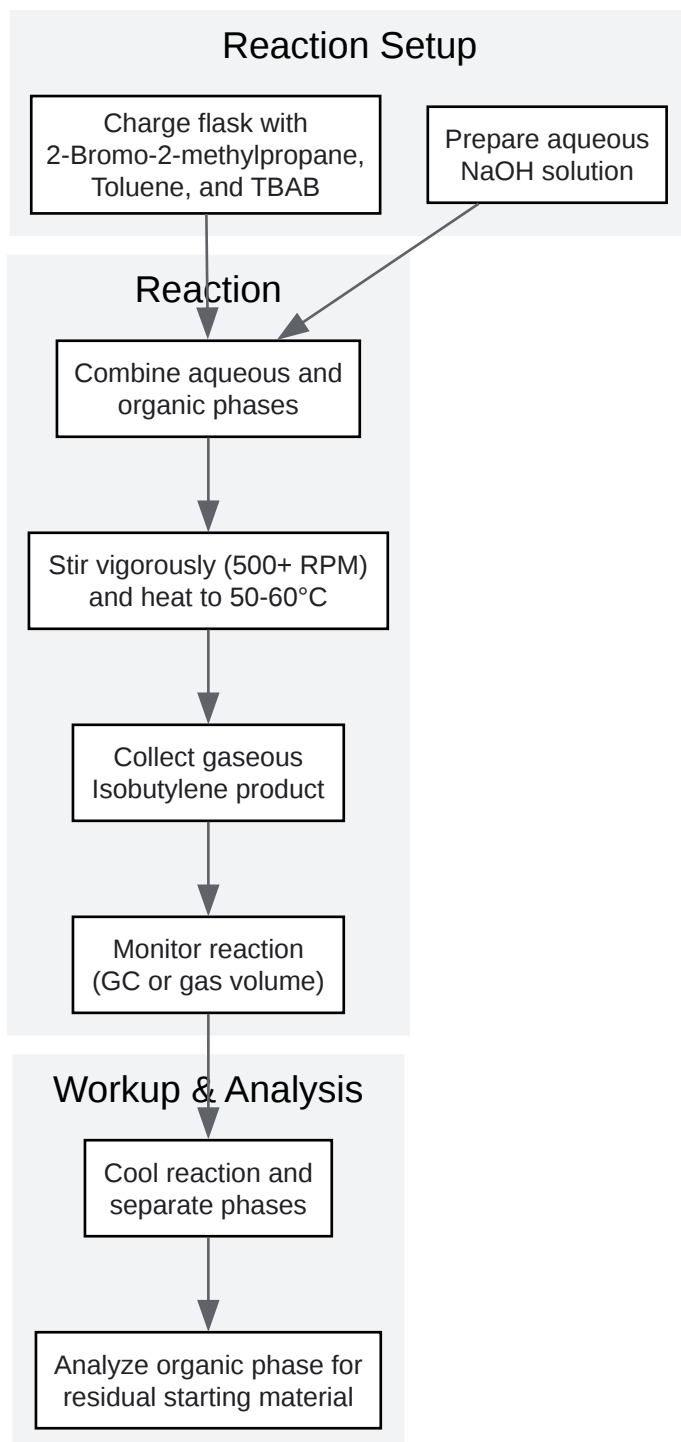 Reaction Setup
Charge flask with
2-Bromo-2-methylpropane,
Toluene, and TBAB
Prepare aqueous
NaOH solution
Reaction
Combine aqueous and
organic phases
Stir vigorously (500+ RPM)
and heat to 50-60°C
Collect gaseous
Isobutylene product
Monitor reaction
(GC or gas volume)
Workup & Analysis
Cool reaction and
separate phases
Analyze organic phase for
residual starting material